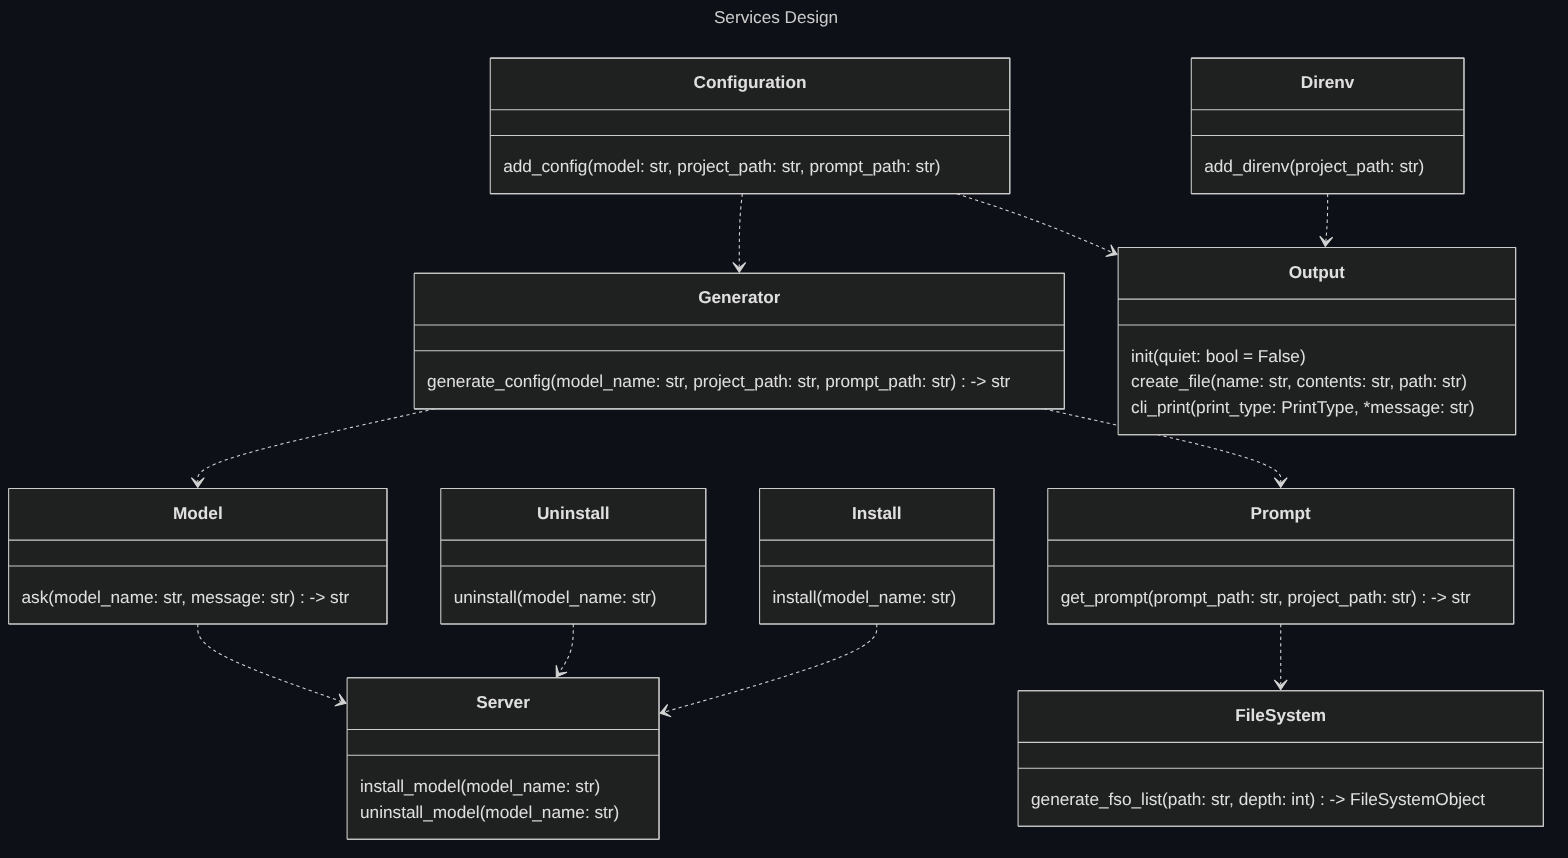 Services Design
Configuration
add_config(model: str, project_path: str, prompt_path: str)
Direnv
add_direnv(project_path: str)
Generator
generate_config(model_name: str, project_path: str, prompt_path: str) : -> str
Output
init(quiet: bool = False)
create_file(name: str, contents: str, path: str)
cli_print(print_type: PrintType, *message: str)
Model
ask(model_name: str, message: str) : -> str
Uninstall
uninstall(model_name: str)
Install
install(model_name: str)
Prompt
get_prompt(prompt_path: str, project_path: str) : -> str
Server
install_model(model_name: str)
uninstall_model(model_name: str)
FileSystem
generate_fso_list(path: str, depth: int) : -> FileSystemObject